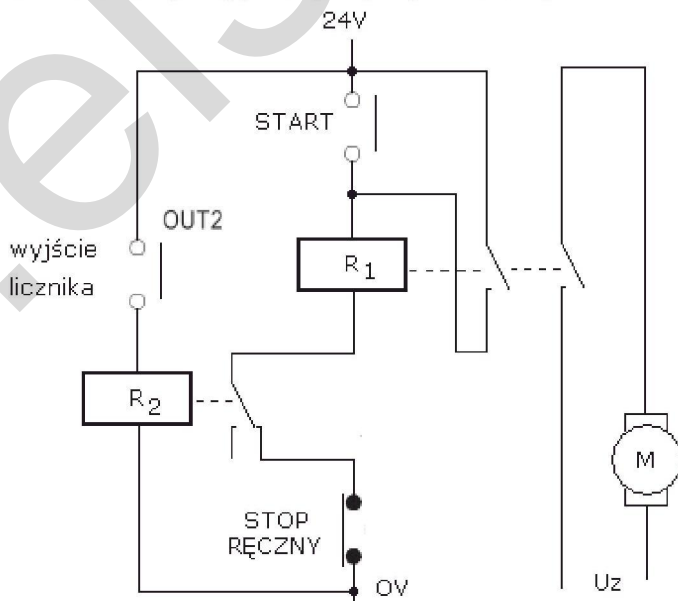 24V
START
OUT2
wyjście
licznika
R1
R2
M
STOP
RĘCZNY
0V
Uz